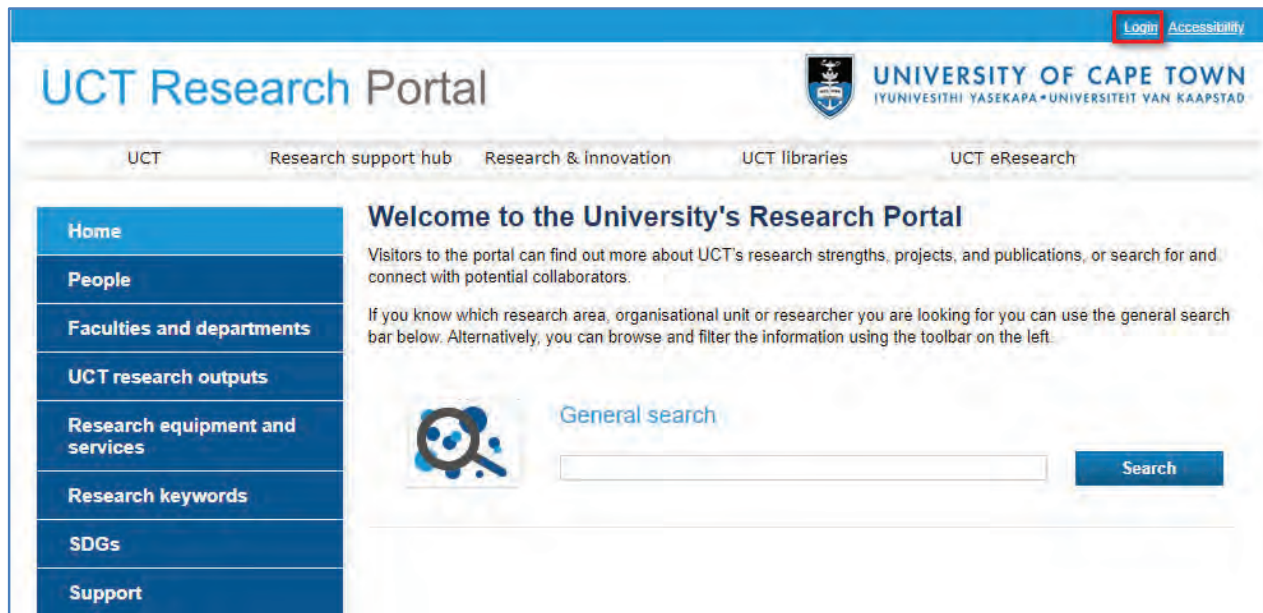 Login Accessibility
UCT Research Portal
UNIVERSITY OF CAPE TOWN
IYUNIVESITHI YASEKAPA • UNIVERSITEIT VAN KAAPSTAD
UCT Research support hub Research & innovation UCT libraries UCT eResearch
Home
People
Faculties and departments
UCT research outputs
Research equipment and
services
Research keywords
SDGs
Support
Welcome to the University's Research Portal
Visitors to the portal can find out more about UCT's research strengths, projects, and publications, or search for and
connect with potential collaborators.
If you know which research area, organisational unit or researcher you are looking for you can use the general search
bar below. Alternatively, you can browse and filter the information using the toolbar on the left.
General search
Search